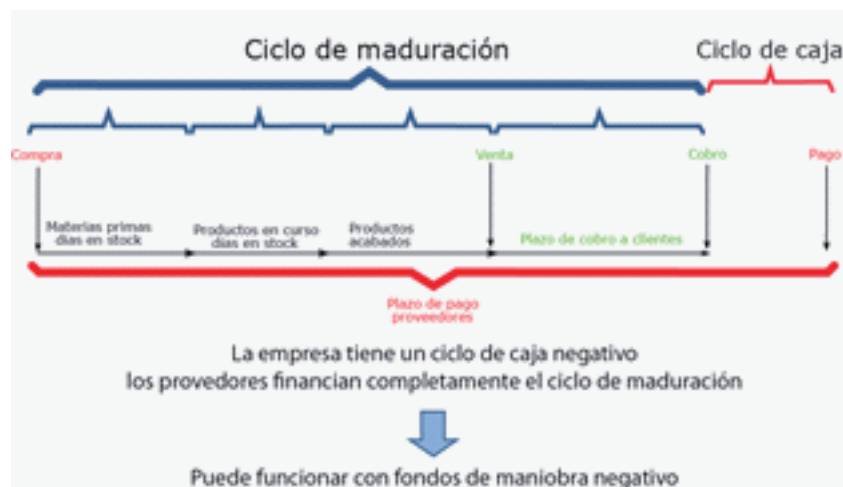 Ciclo de maduración
Ciclo de caja
Compra
Venta
Cobro
Pago
Materias primas
días en stock
Productos en curso
días en stock
Productos
acabados
Plazo de cobro a clientes
Plazo de pago
proveedores
La empresa tiene un ciclo de caja negativo
los provedores financian completamente el ciclo de maduración
Puede funcionar con fondos de maniobra negativo